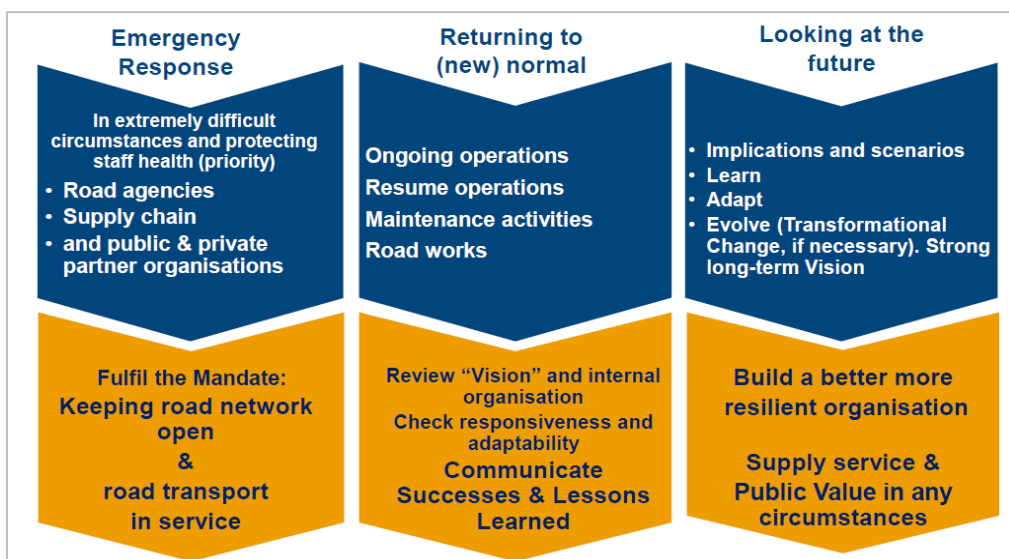 Emergency
Response
In extremely difficult
circumstances and protecting
staff health (priority)
• Road agencies
• Supply chain
• and public & private
partner organisations
Fulfil the Mandate:
Keeping road network
open
&
road transport
in service
Returning to
(new) normal
Ongoing operations
Resume operations
Maintenance activities
Road works
Review “Vision” and internal
organisation
Check responsiveness and
adaptability
Communicate
Successes & Lessons
Learned
Looking at the
future
• Implications and scenarios
• Learn
• Adapt
• Evolve (Transformational
Change, if necessary). Strong
long-term Vision
Build a better more
resilient organisation
Supply service &
Public Value in any
circumstances